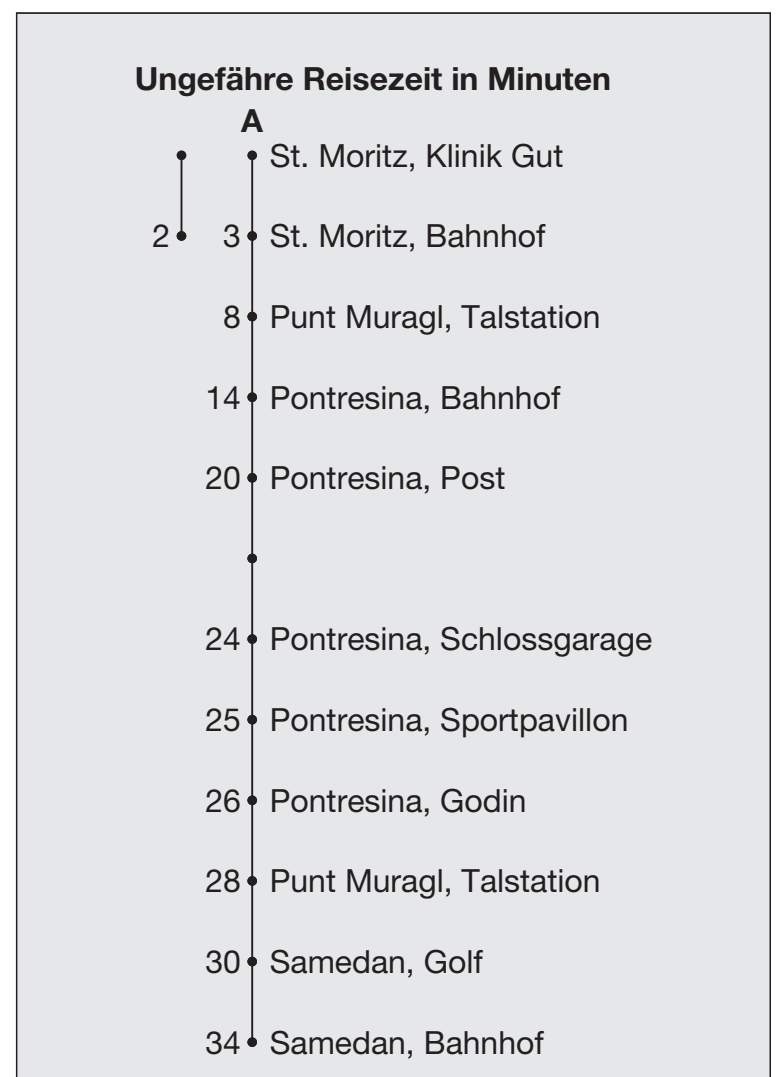 Ungefähre Reisezeit in Minuten
A
St. Moritz, Klinik Gut
2 3 St. Moritz, Bahnhof
8 Punt Muragl, Talstation
14 Pontresina, Bahnhof
20 Pontresina, Post
24 Pontresina, Schlossgarage
25 Pontresina, Sportpavillon
26 Pontresina, Godin
28 Punt Muragl, Talstation
30 Samedan, Golf
34 Samedan, Bahnhof